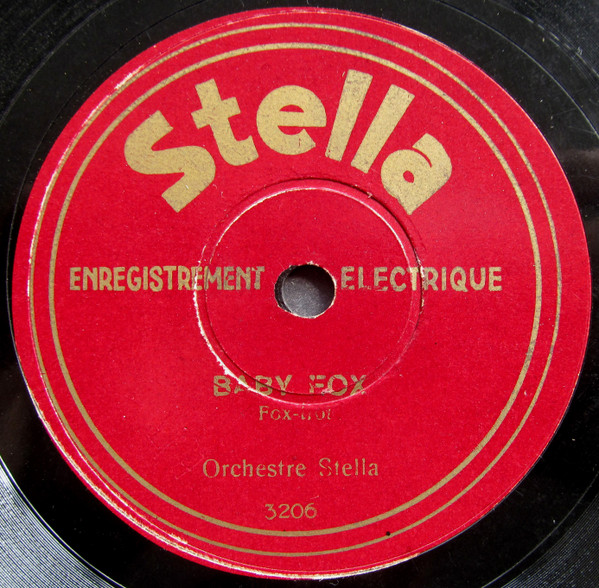 Stella
ENREGISTREMENT ELECTRIQUE
BABY FOX
Fox-trot
Orchestre Stella
3206